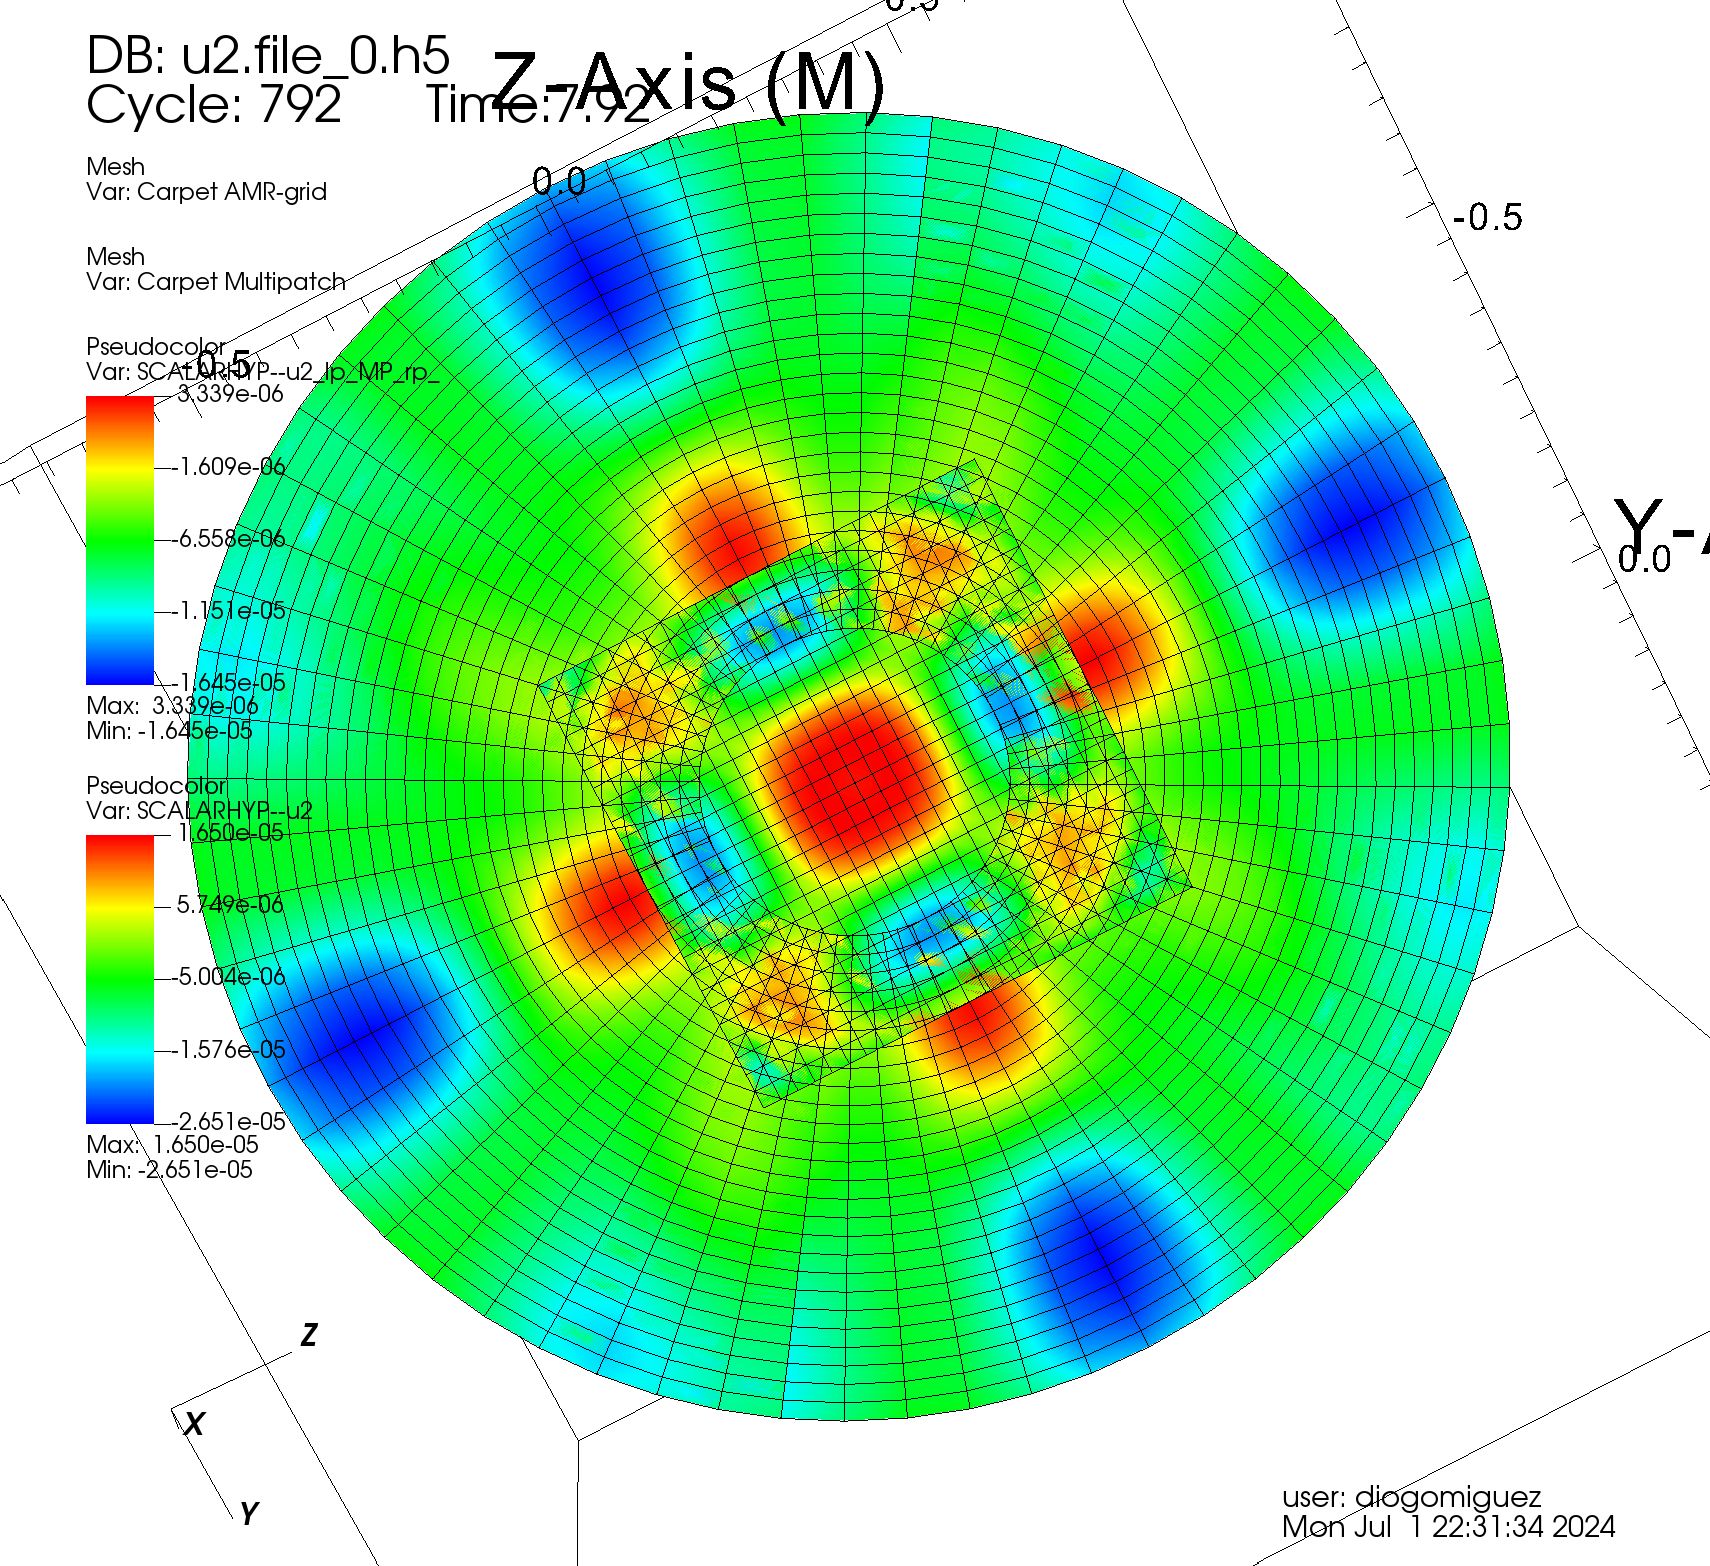 0.5
DB: u2.file_0.h5
Z-Axis (M)
Cycle: 792 Time:7.92
Mesh
Var: Carpet AMR-grid
0.0
-0.5
Mesh
Var: Carpet Multipatch
Pseudocolor
-0.5
Var: SCALARHYP--u2_lp_MP_rp_
3.339e-06
-1.609e-06
-6.558e-06
-1.151e-05
-1.645e-05
Max: 3.339e-06
Min: -1.645e-05
Y-A
0.0
Pseudocolor
Var: SCALARHYP--u2
1.650e-05
5.749e-06
-5.004e-06
-1.576e-05
-2.651e-05
Max: 1.650e-05
Min: -2.651e-05
Z
X
Y
user: diogomiguez
Mon Jul 1 22:31:34 2024